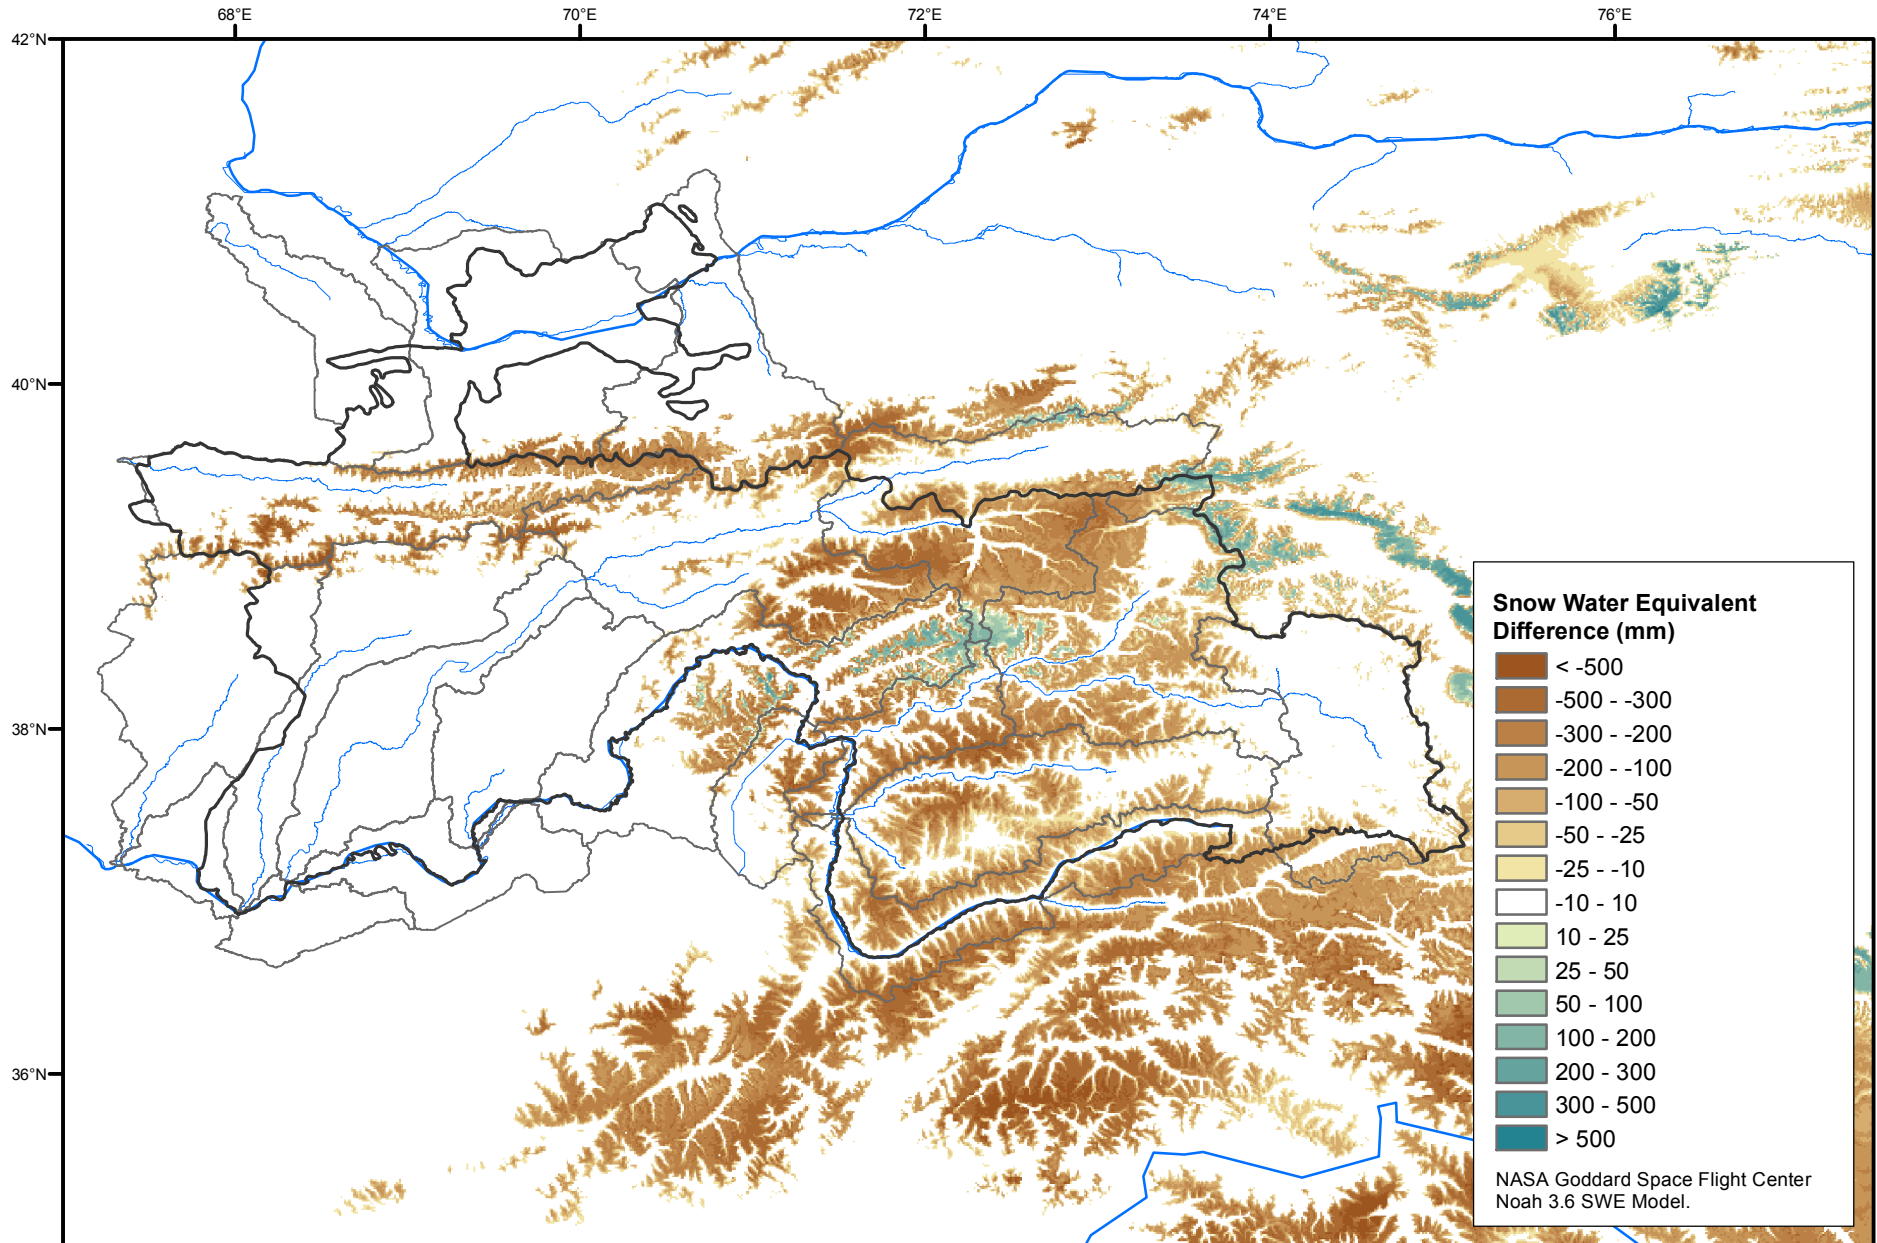 68°E 70°E 72°E 74°E 76°E
42°N
40°N
38°N
36°N
Snow Water Equivalent
Difference (mm)
< -500
-500 - -300
-300 - -200
-200 - -100
-100 - -50
-50 - -25
-25 - -10
-10 - 10
10 - 25
25 - 50
50 - 100
100 - 200
200 - 300
300 - 500
> 500
NASA Goddard Space Flight Center
Noah 3.6 SWE Model.